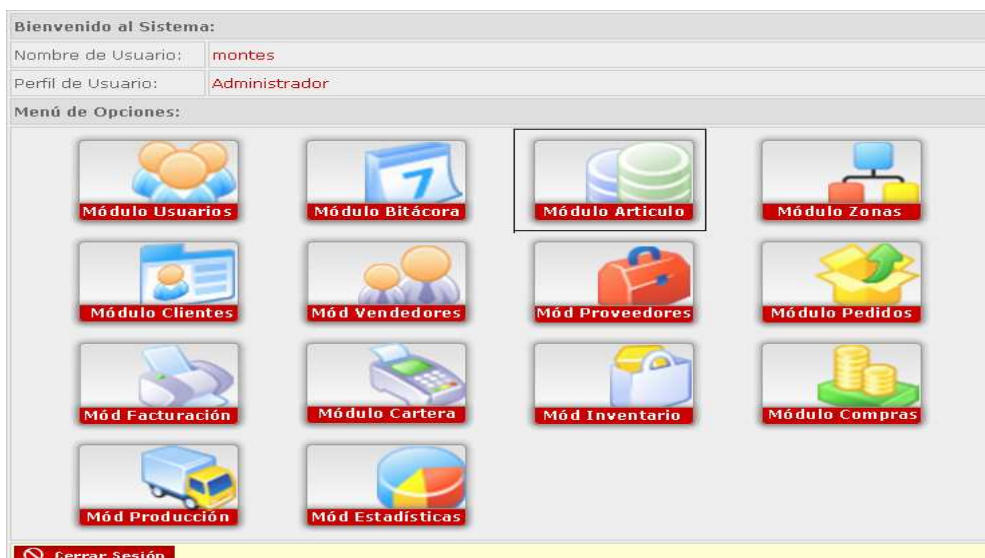 Bienvenido al Sistema:
Nombre de Usuario: montes
Perfil de Usuario: Administrador
Menú de Opciones:
7
Módulo Usuarios Módulo Bitácora Módulo Articulo Módulo Zonas
Módulo Clientes Mód Vendedores Mód Proveedores Módulo Pedidos
Mód Facturación Módulo Cartera Mód Inventario Módulo Compras
Mód Producción Mód Estadísticas
Cerrar Sesión